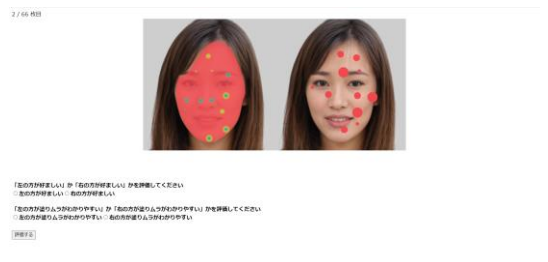 2 / 66 枚目
「左の方が好ましい」か「右の方が好ましい」かを評価してください
左の方が好ましい 右の方が好ましい
「左の方が塗りムラがわかりやすい」か「右の方が塗りムラがわかりやすい」かを評価してください
左の方が塗りムラがわかりやすい 右の方が塗りムラがわかりやすい
評価する